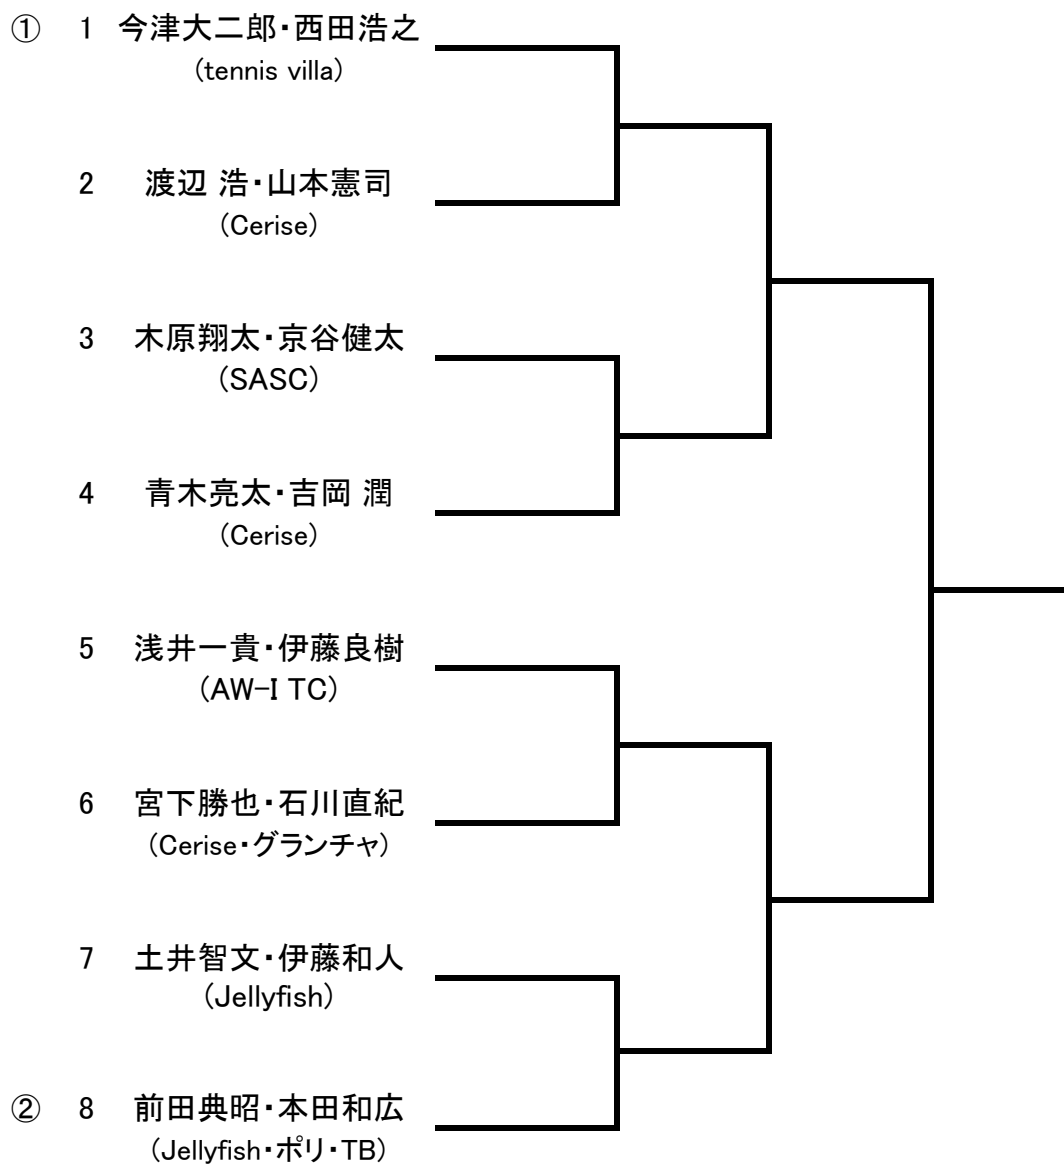 ① 1 今津大二郎・西田浩之
(tennis villa)
2 渡辺 浩・山本憲司
(Cerise)
3 木原翔太・京谷健太
(SASC)
4 青木亮太・吉岡 潤
(Cerise)
5 浅井一貴・伊藤良樹
(AW-I TC)
6 宮下勝也・石川直紀
(Cerise・グランチャ)
7 土井智文・伊藤和人
(Jellyfish)
② 8 前田典昭・本田和広
(Jellyfish・ポリ・TB)